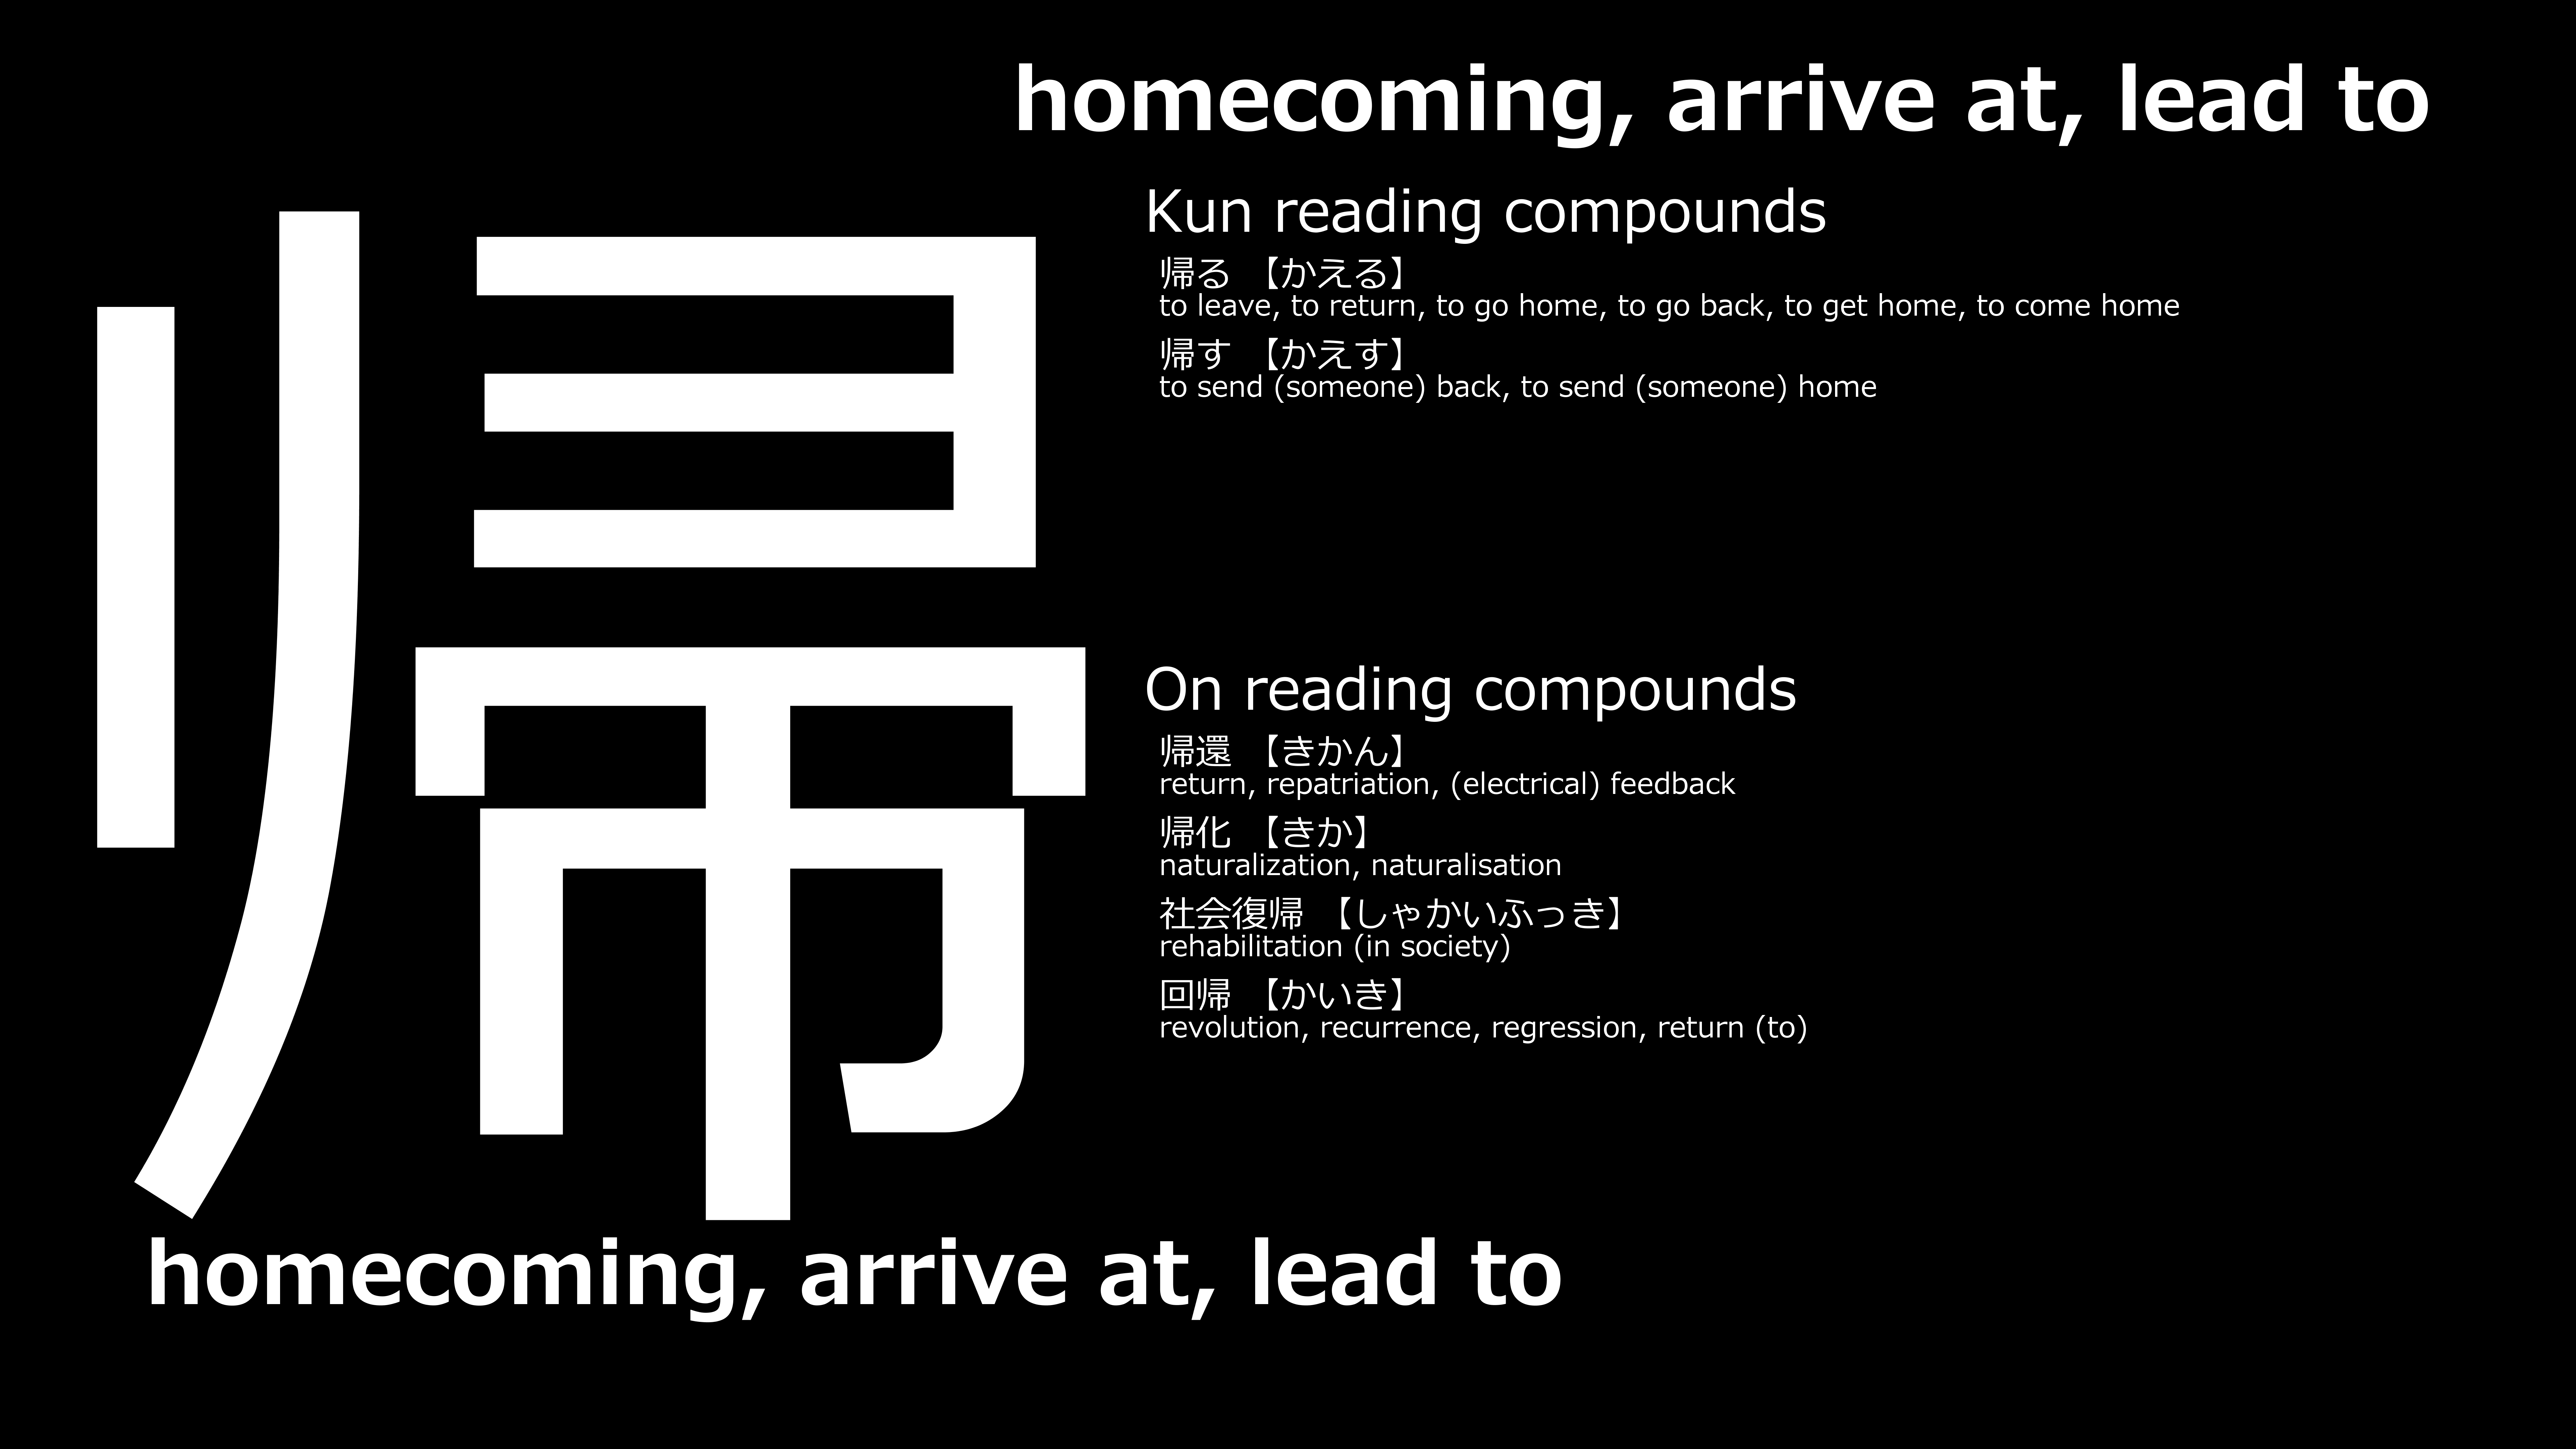 homecoming, arrive at, lead to
帰
Kun reading compounds
帰る 【かえる】
to leave, to return, to go home, to go back, to get home, to come home
帰す 【かえす】
to send (someone) back, to send (someone) home
On reading compounds
帰還 【きかん】
return, repatriation, (electrical) feedback
帰化 【きか】
naturalization, naturalisation
社会復帰 【しゃかいふっき】
rehabilitation (in society)
回帰 【かいき】
revolution, recurrence, regression, return (to)
homecoming, arrive at, lead to